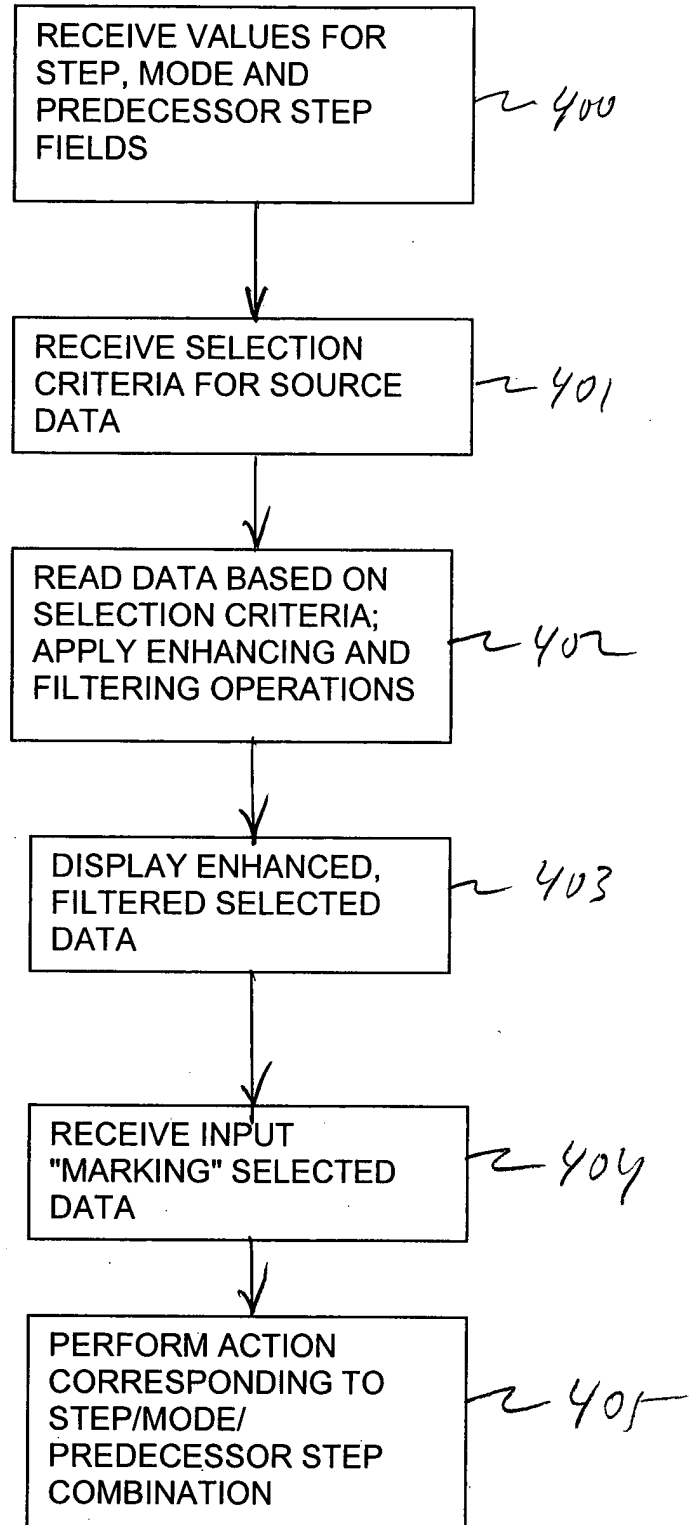 RECEIVE VALUES FOR
STEP, MODE AND
PREDECESSOR STEP
FIELDS
400
RECEIVE SELECTION
CRITERIA FOR SOURCE
DATA
401
READ DATA BASED ON
SELECTION CRITERIA;
APPLY ENHANCING AND
FILTERING OPERATIONS
402
DISPLAY ENHANCED,
FILTERED SELECTED
DATA
403
RECEIVE INPUT
"MARKING" SELECTED
DATA
404
PERFORM ACTION
CORRESPONDING TO
STEP/MODE/
PREDECESSOR STEP
COMBINATION
405